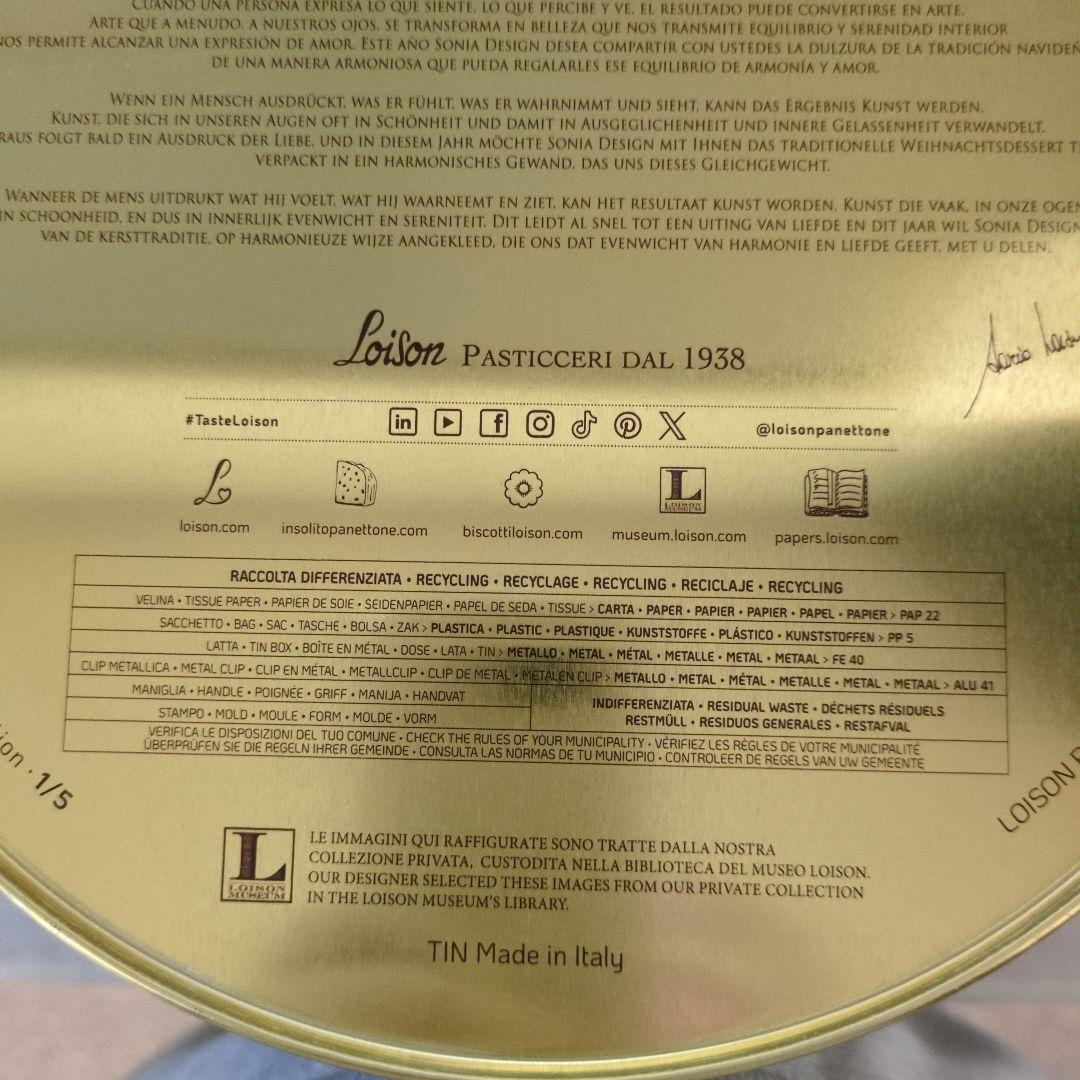 CUANDO UNA PERSONA EXPRESA LO QUE SIENTE, LO QUE PERCIBE Y VE, EL RESULTADO PUEDE CONVERTIRSE EN ARTE.
ARTE QUE A MENUDO, A NUESTROS OJOS, SE TRANSFORMA EN BELLEZA QUE NOS TRANSMITE EQUILIBRIO Y SERENIDAD INTERIOR
NOS PERMITE ALCANZAR UNA EXPRESIÓN DE AMOR. ESTE AÑO SONIA DESIGN DESEA COMPARTIR CON USTEDES LA DULZURA DE LA TRADICIÓN NAVIDEÑ
DE UNA MANERA ARMONIOSA QUE PUEDA REGALARLES ESE EQUILIBRIO DE ARMONÍA Y AMOR.
WENN EIN MENSCH AUSDRÜCKT, WAS ER FÜHLT, WAS ER WAHRNIMMT UND SIEHT, KANN DAS ERGEBNIS KUNST WERDEN.
KUNST, DIE SICH IN UNSEREN AUGEN OFT IN SCHÖNHEIT UND DAMIT IN AUSGEGLICHENHEIT UND INNERE GELASSENHEIT VERWANDELT.
RAUS FOLGT BALD EIN AUSDRUCK DER LIEBE, UND IN DIESEM JAHR MÖCHTE SONIA DESIGN MIT IHNEN DAS TRADITIONELLE WEIHNACHTSDESSERT T
VERPACKT IN EIN HARMONISCHES GEWAND, DAS UNS DIESES GLEICHGEWICHT.
WANNEER DE MENS UITDRUKT WAT HIJ VOELT, WAT HIJ WAARNEEMT EN ZIET, KAN HET RESULTAAT KUNST WORDEN. KUNST DIE VAAK, IN ONZE OGEN
IN SCHOONHEID, EN DUS IN INNERLIJK EVENWICHT EN SERENITEIT. DIT LEIDT AL SNEL TOT EEN UITING VAN LIEFDE EN DIT JAAR WIL SONIA DESIGN
VAN DE KERSTTRADITIE, OP HARMONIEUZE WIJZE AANGEKLEED, DIE ONS DAT EVENWICHT VAN HARMONIE EN LIEFDE GEEFT, MET U DELEN.
Loison PASTICCERI DAL 1938
#TasteLoison @loisonpanettone
loison.com insolitopanettone.com biscottiloison.com museum.loison.com papers.loison.com
L LOISON MUSEUM
RACCOLTA DIFFERENZIATA • RECYCLING • RECYCLAGE • RECYCLING • RECICLAJE • RECYCLING
VELINA • TISSUE PAPER • PAPIER DE SOIE • SEIDENPAPIER • PAPEL DE SEDA • TISSUE > CARTA • PAPER • PAPIER • PAPIER • PAPEL • PAPIER > PAP 22
SACCHETTO • BAG • SAC • TASCHE • BOLSA • ZAK > PLASTICA • PLASTIC • PLASTIQUE • KUNSTSTOFFE • PLÁSTICO • KUNSTSTOFFEN > PP 5
LATTA • TIN BOX • BOÎTE EN MÉTAL • DOSE • LATA • TIN > METALLO • METAL • MÉTAL • METALLE • METAL • METAAL > FE 40
CLIP METALLICA • METAL CLIP • CLIP EN MÉTAL • METALLCLIP • CLIP DE METAL • METALEN CLIP > METALLO • METAL • MÉTAL • METALLE • METAL • METAAL > ALU 41
MANIGLIA • HANDLE • POIGNÉE • GRIFF • MANIJA • HANDVAT
STAMPO • MOLD • MOULE • FORM • MOLDE • VORM
INDIFFERENZIATA • RESIDUAL WASTE • DÉCHETS RÉSIDUELS
RESTMÜLL • RESIDUOS GENERALES • RESTAFVAL
VERIFICA LE DISPOSIZIONI DEL TUO COMUNE • CHECK THE RULES OF YOUR MUNICIPALITY • VÉRIFIEZ LES RÈGLES DE VOTRE MUNICIPALITÉ
ÜBERPRÜFEN SIE DIE REGELN IHRER GEMEINDE • CONSULTA LAS NORMAS DE TU MUNICIPIO • CONTROLEER DE REGELS VAN UW GEMEENTE
ion · 1/5
LOISON
L LOISON MUSEUM
LE IMMAGINI QUI RAFFIGURATE SONO TRATTE DALLA NOSTRA
COLLEZIONE PRIVATA, CUSTODITA NELLA BIBLIOTECA DEL MUSEO LOISON.
OUR DESIGNER SELECTED THESE IMAGES FROM OUR PRIVATE COLLECTION
IN THE LOISON MUSEUM'S LIBRARY.
TIN Made in Italy